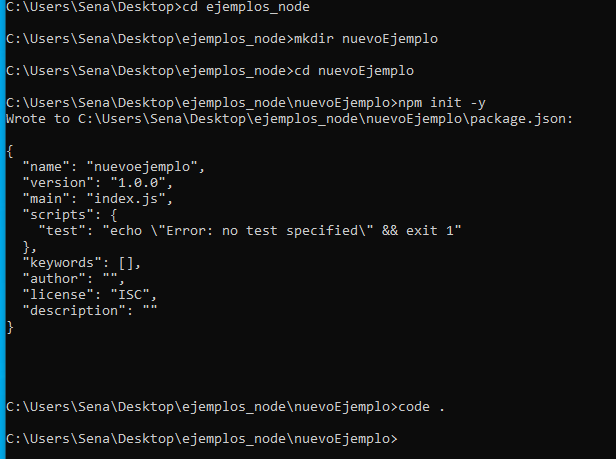 C:\Users\Sena\Desktop>cd ejemplos_node
C:\Users\Sena\Desktop\ejemplos_node>mkdir nuevoEjemplo
C:\Users\Sena\Desktop\ejemplos_node>cd nuevoEjemplo
C:\Users\Sena\Desktop\ejemplos_node\nuevoEjemplo>npm init -y
Wrote to C:\Users\Sena\Desktop\ejemplos_node\nuevoEjemplo\package.json:
{
  "name": "nuevoejemplo",
  "version": "1.0.0",
  "main": "index.js",
  "scripts": {
    "test": "echo \"Error: no test specified\" && exit 1"
  },
  "keywords": [],
  "author": "",
  "license": "ISC",
  "description": ""
}
C:\Users\Sena\Desktop\ejemplos_node\nuevoEjemplo>code .
C:\Users\Sena\Desktop\ejemplos_node\nuevoEjemplo>